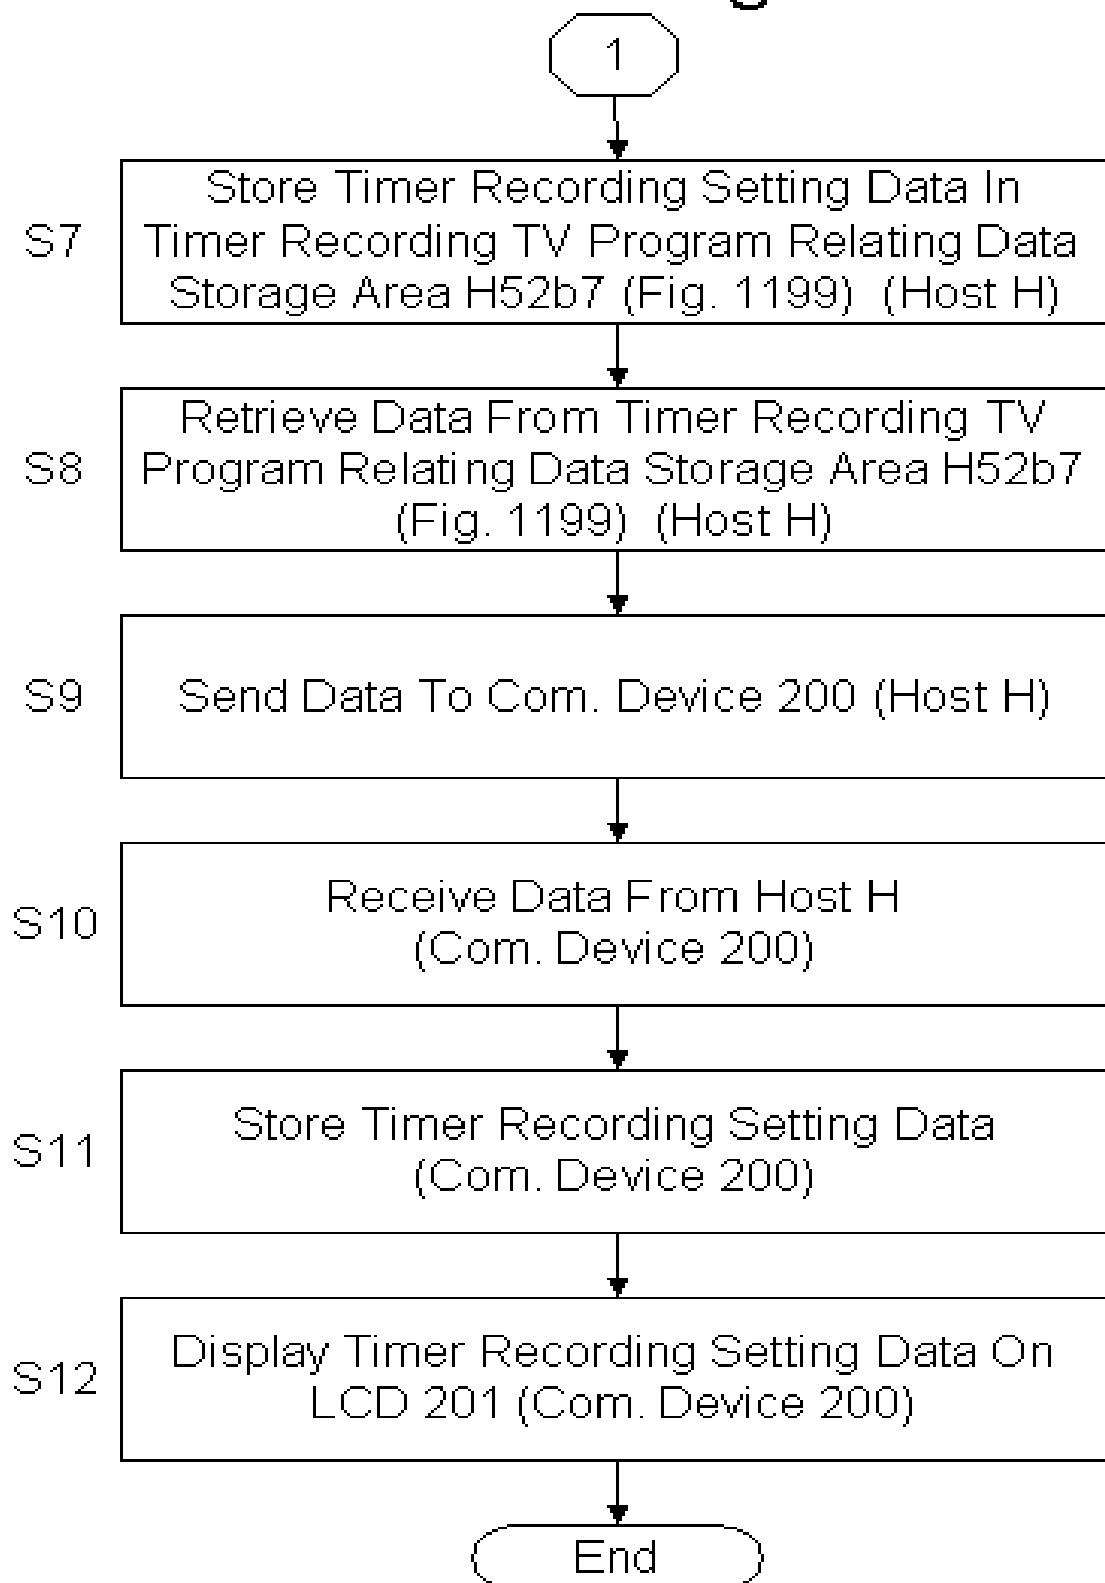 1
S7
Store Timer Recording Setting Data In
Timer Recording TV Program Relating Data
Storage Area H52b7 (Fig. 1199) (Host H)
S8
Retrieve Data From Timer Recording TV
Program Relating Data Storage Area H52b7
(Fig. 1199) (Host H)
S9
Send Data To Com. Device 200 (Host H)
S10
Receive Data From Host H
(Com. Device 200)
S11
Store Timer Recording Setting Data
(Com. Device 200)
S12
Display Timer Recording Setting Data On
LCD 201 (Com. Device 200)
End